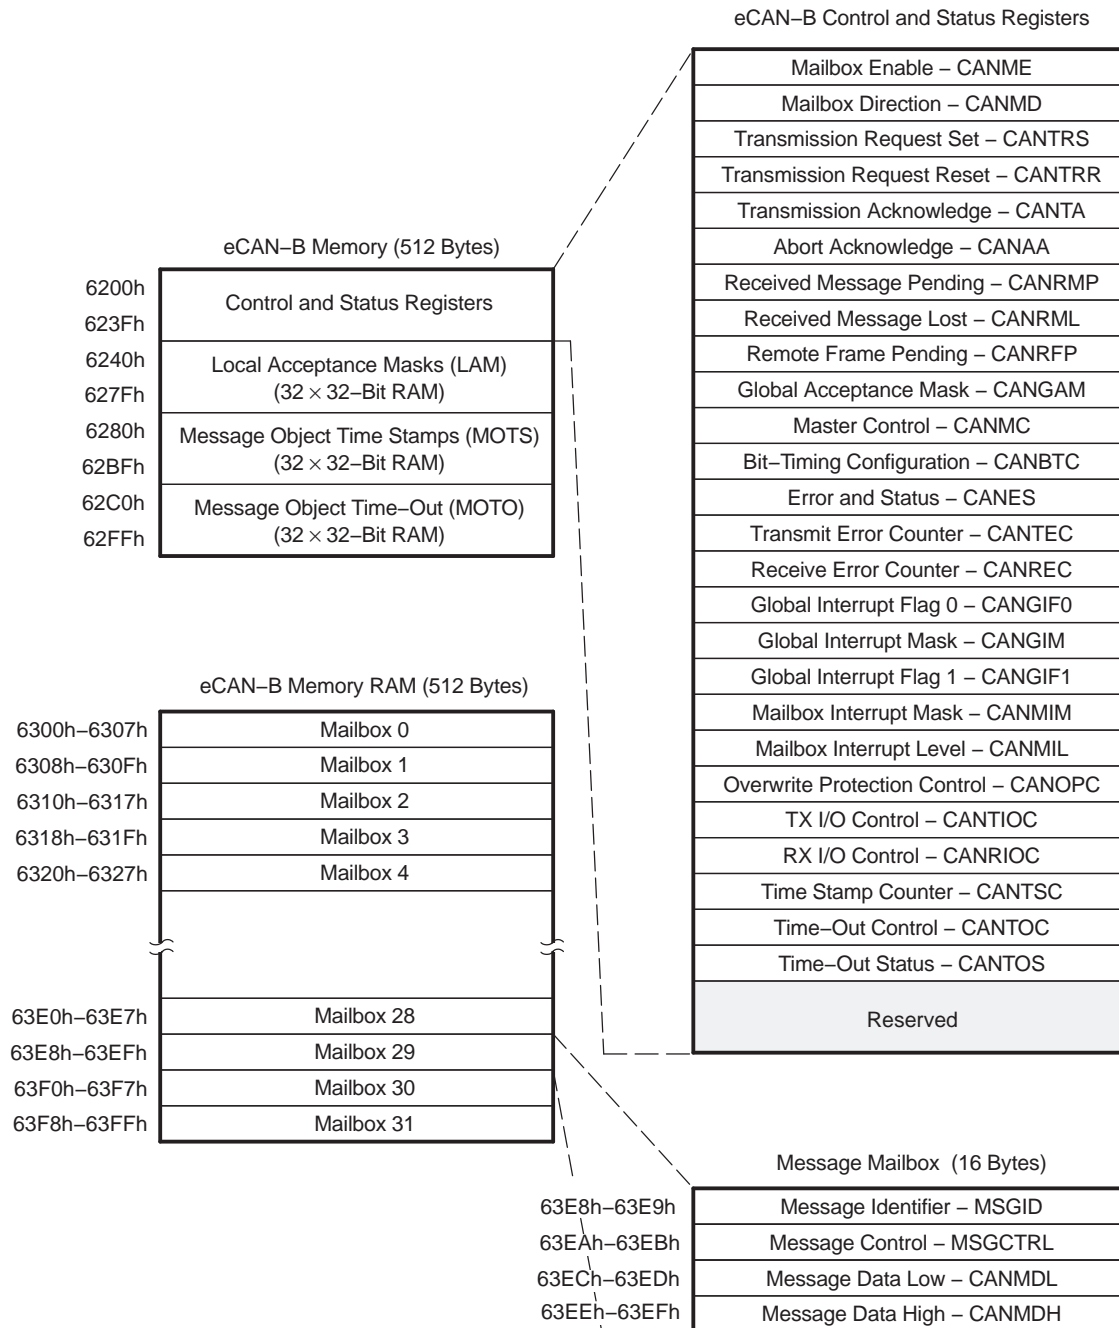 eCAN–B Control and Status Registers
Mailbox Enable – CANME
Mailbox Direction – CANMD
Transmission Request Set – CANTRS
Transmission Request Reset – CANTRR
Transmission Acknowledge – CANTA
Abort Acknowledge – CANAA
Received Message Pending – CANRMP
Received Message Lost – CANRML
Remote Frame Pending – CANRFP
Global Acceptance Mask – CANGAM
Master Control – CANMC
Bit–Timing Configuration – CANBTC
Error and Status – CANES
Transmit Error Counter – CANTEC
Receive Error Counter – CANREC
Global Interrupt Flag 0 – CANGIF0
Global Interrupt Mask – CANGIM
Global Interrupt Flag 1 – CANGIF1
Mailbox Interrupt Mask – CANMIM
Mailbox Interrupt Level – CANMIL
Overwrite Protection Control – CANOPC
TX I/O Control – CANTIOC
RX I/O Control – CANRIOC
Time Stamp Counter – CANTSC
Time–Out Control – CANTOC
Time–Out Status – CANTOS
Reserved
eCAN–B Memory (512 Bytes)
6200h
Control and Status Registers
623Fh
6240h
Local Acceptance Masks (LAM)
(32 × 32–Bit RAM)
627Fh
6280h
Message Object Time Stamps (MOTS)
(32 × 32–Bit RAM)
62BFh
62C0h
Message Object Time–Out (MOTO)
(32 × 32–Bit RAM)
62FFh
eCAN–B Memory RAM (512 Bytes)
6300h–6307h Mailbox 0
6308h–630Fh Mailbox 1
6310h–6317h Mailbox 2
6318h–631Fh Mailbox 3
6320h–6327h Mailbox 4
63E0h–63E7h Mailbox 28
63E8h–63EFh Mailbox 29
63F0h–63F7h Mailbox 30
63F8h–63FFh Mailbox 31
Message Mailbox (16 Bytes)
63E8h–63E9h Message Identifier – MSGID
63EAh–63EBh Message Control – MSGCTRL
63ECh–63EDh Message Data Low – CANMDL
63EEh–63EFh Message Data High – CANMDH